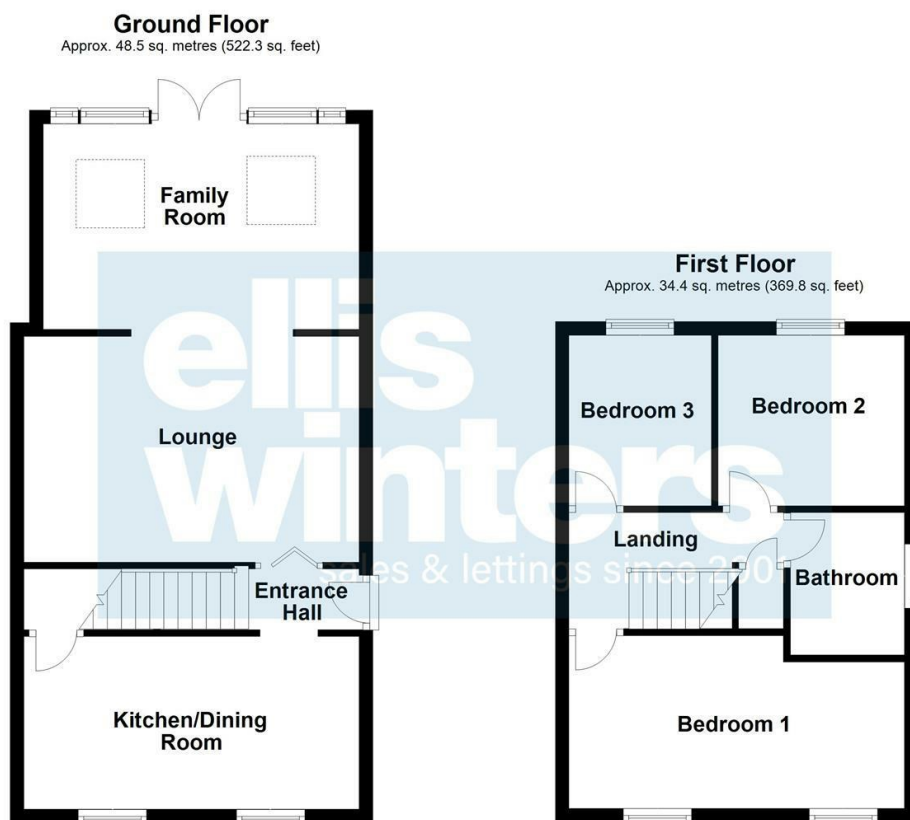 Ground Floor
Approx. 48.5 sq. metres (522.3 sq. feet)
Family
Room
Lounge
Entrance
Hall
Kitchen/Dining
Room
First Floor
Approx. 34.4 sq. metres (369.8 sq. feet)
Bedroom 3
Bedroom 2
Landing
Bathroom
Bedroom 1
ellis
winters
sales & lettings since 2001